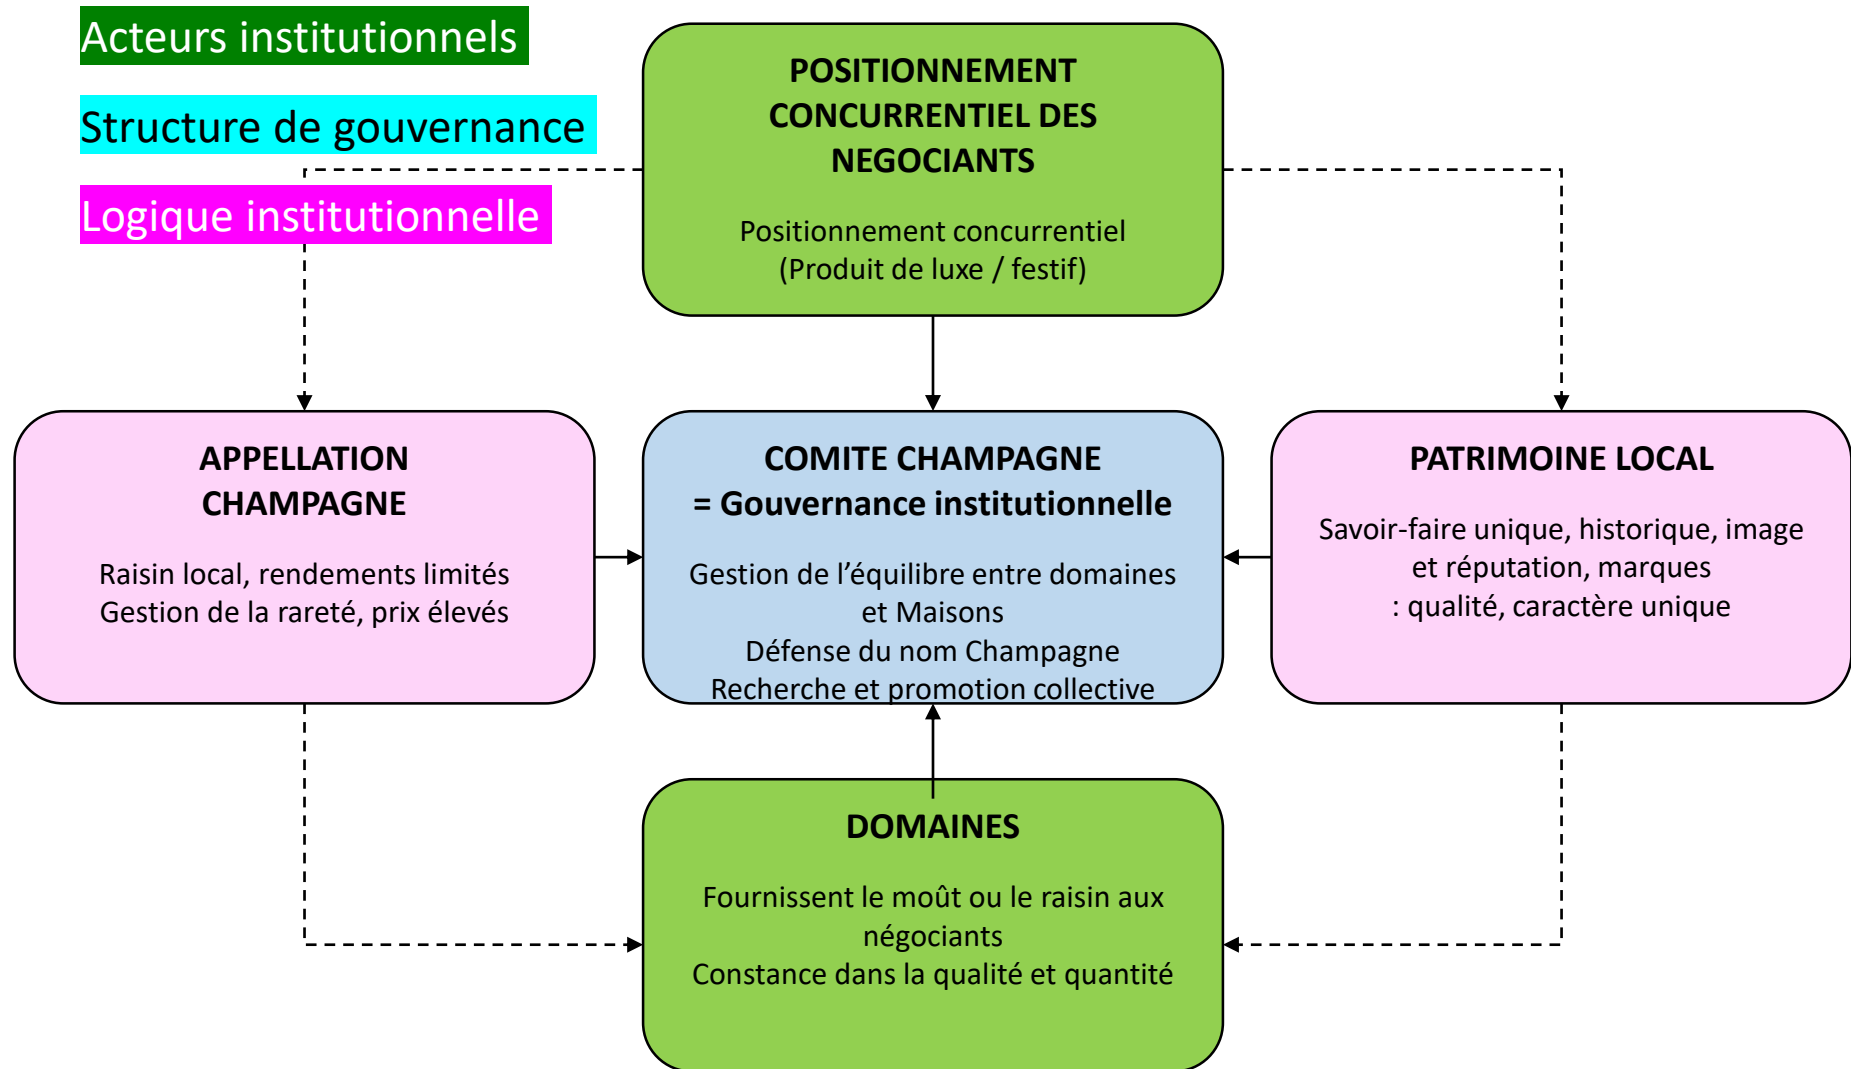 Acteurs institutionnels
Structure de gouvernance
Logique institutionnelle
POSITIONNEMENT
CONCURRENTIEL DES
NEGOCIANTS
Positionnement concurrentiel
(Produit de luxe / festif)
APPELLATION
CHAMPAGNE
Raisin local, rendements limités
Gestion de la rareté, prix élevés
COMITE CHAMPAGNE
= Gouvernance institutionnelle
Gestion de l’équilibre entre domaines
et Maisons
Défense du nom Champagne
Recherche et promotion collective
PATRIMOINE LOCAL
Savoir-faire unique, historique, image
et réputation, marques
: qualité, caractère unique
DOMAINES
Fournissent le moût ou le raisin aux
négociants
Constance dans la qualité et quantité